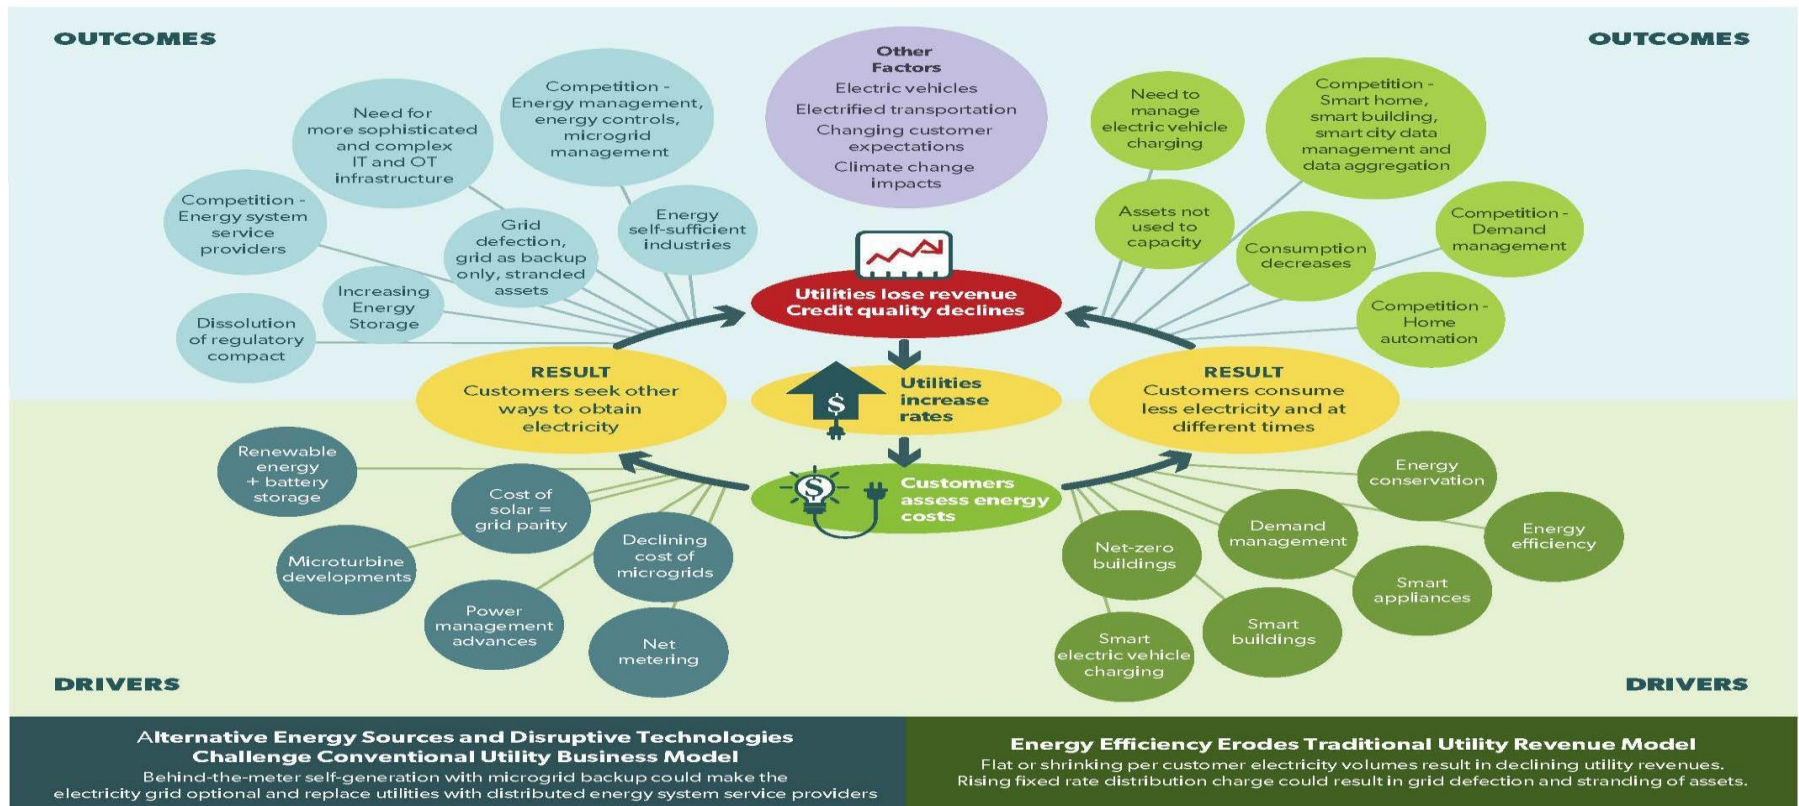 OUTCOMES
OUTCOMES
Need for
more sophisticated
and complex
IT and OT
infrastructure
Competition -
Energy management,
energy controls,
microgrid
management
Competition -
Energy system
service
providers
Grid
defection,
grid as backup
only, stranded
assets
Energy
self-sufficient
industries
Increasing
Energy
Storage
Dissolution
of regulatory
compact
Other
Factors
Electric vehicles
Electrified transportation
Changing customer
expectations
Climate change
impacts
Need to
manage
electric vehicle
charging
Competition -
Smart home,
smart building,
smart city data
management and
data aggregation
Assets not
used to
capacity
Consumption
decreases
Competition -
Demand
management
Competition -
Home
automation
Utilities lose revenue
Credit quality declines
RESULT
Customers seek other
ways to obtain
electricity
$
Utilities
increase
rates
RESULT
Customers consume
less electricity and at
different times
$
Customers
assess energy
costs
Renewable
energy
+ battery
storage
Cost of
solar =
grid parity
Microturbine
developments
Declining
cost of
microgrids
Power
management
advances
Net
metering
Energy
conservation
Demand
management
Energy
efficiency
Net-zero
buildings
Smart
appliances
Smart
buildings
Smart
electric vehicle
charging
DRIVERS
DRIVERS
Alternative Energy Sources and Disruptive Technologies
Challenge Conventional Utility Business Model
Behind-the-meter self-generation with microgrid backup could make the
electricity grid optional and replace utilities with distributed energy system service providers
Energy Efficiency Erodes Traditional Utility Revenue Model
Flat or shrinking per customer electricity volumes result in declining utility revenues.
Rising fixed rate distribution charge could result in grid defection and stranding of assets.